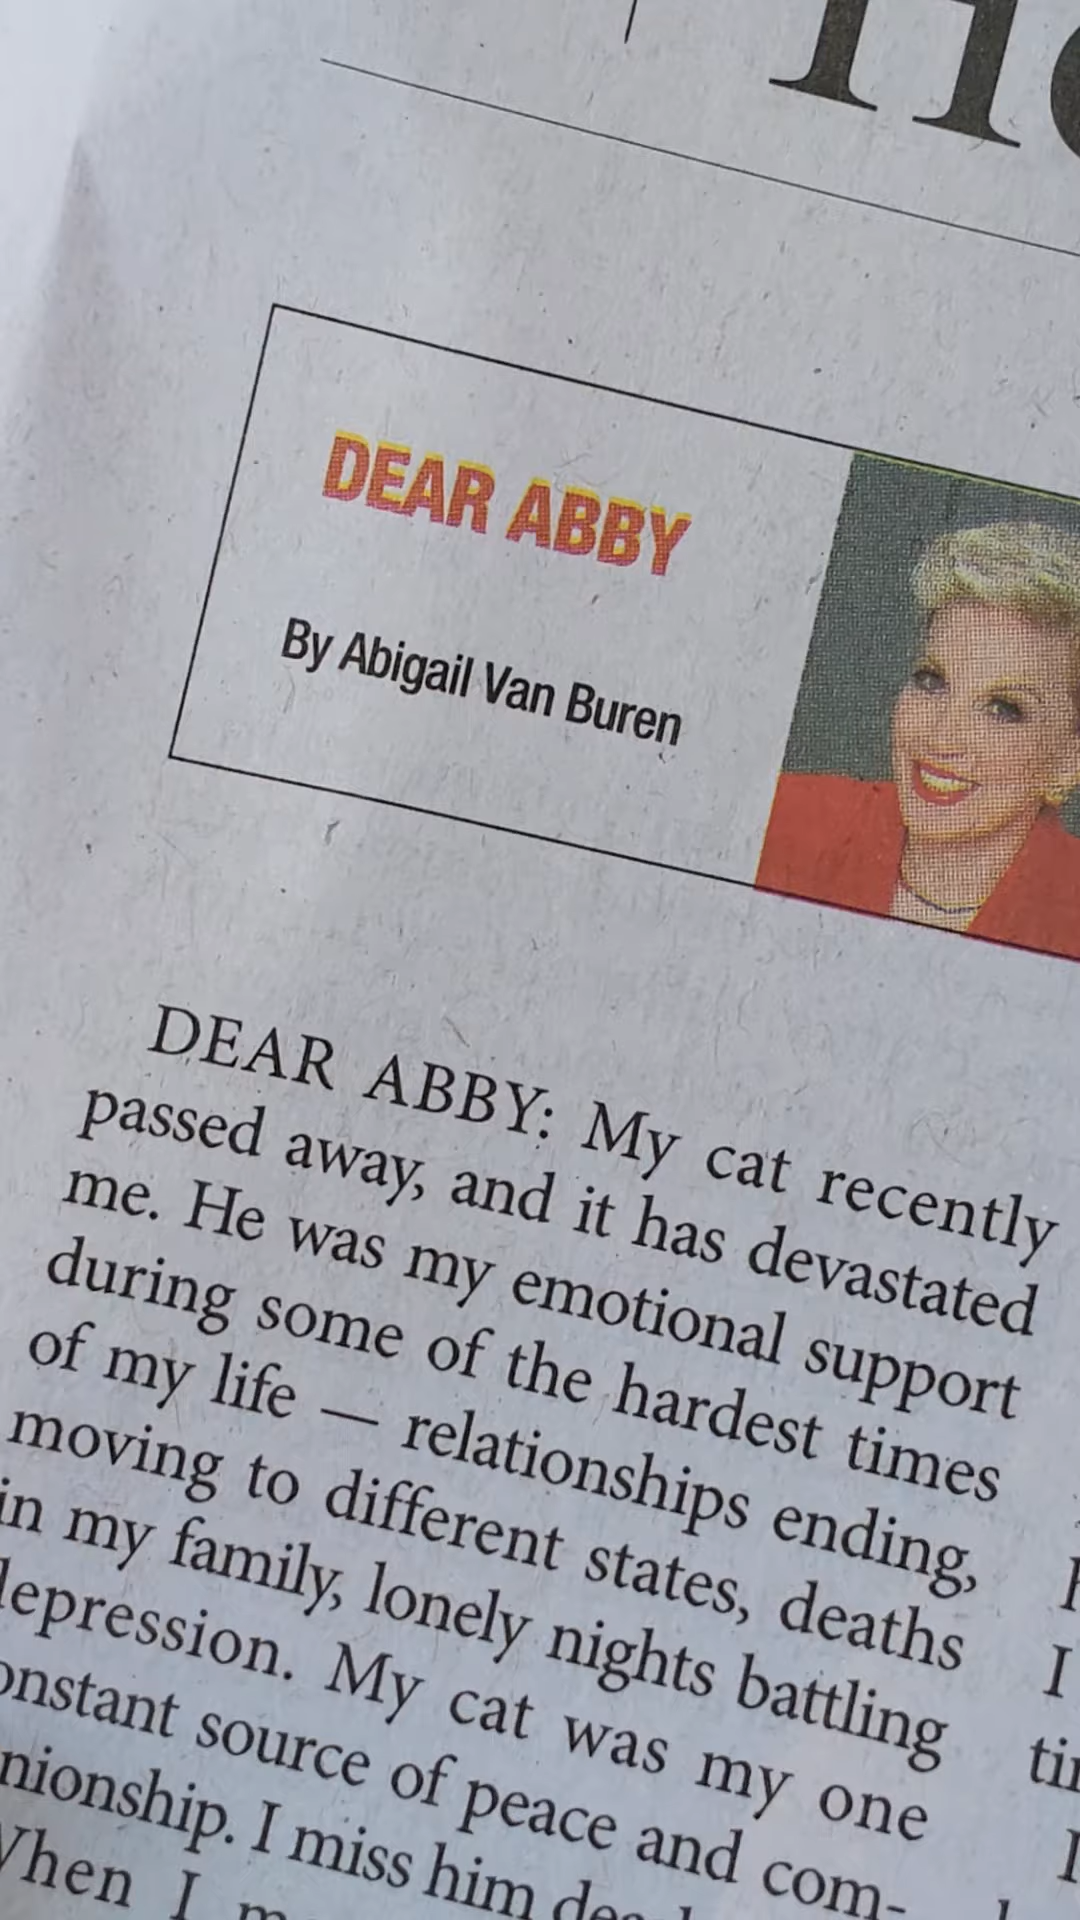 DEAR ABBY
By Abigail Van Buren
DEAR ABBY: My cat recently
passed away, and it has devastated
me. He was my emotional support
during some of the hardest times
of my life — relationships ending,
moving to different states, deaths
in my family, lonely nights battling
depression. My cat was my one
onstant source of peace and com-
nionship. I miss him
When I